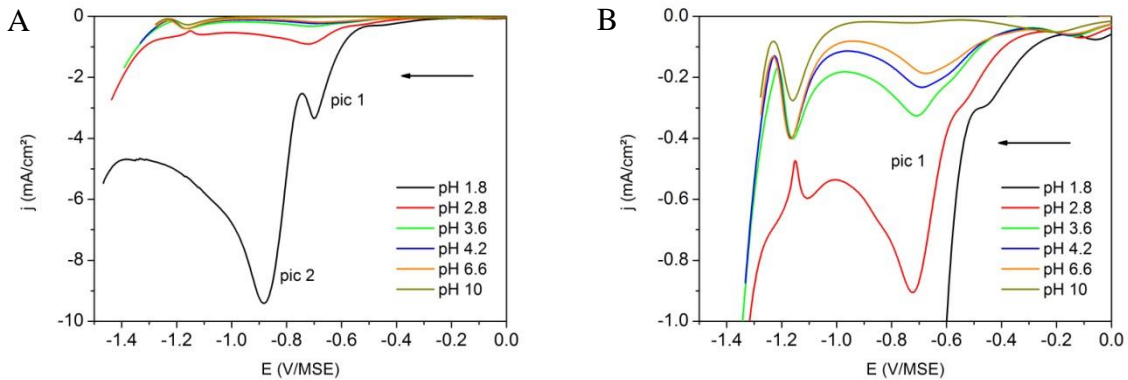 A
0
-2
-4
-6
-8
-10
j (mA/cm²)
pic 1
pic 2
pH 1.8
pH 2.8
pH 3.6
pH 4.2
pH 6.6
pH 10
-1.4 -1.2 -1.0 -0.8 -0.6 -0.4 -0.2 0.0
E (V/MSE)
B
0.0
-0.2
-0.4
-0.6
-0.8
-1.0
j (mA/cm²)
pic 1
pH 1.8
pH 2.8
pH 3.6
pH 4.2
pH 6.6
pH 10
-1.4 -1.2 -1.0 -0.8 -0.6 -0.4 -0.2 0.0
E (V/MSE)